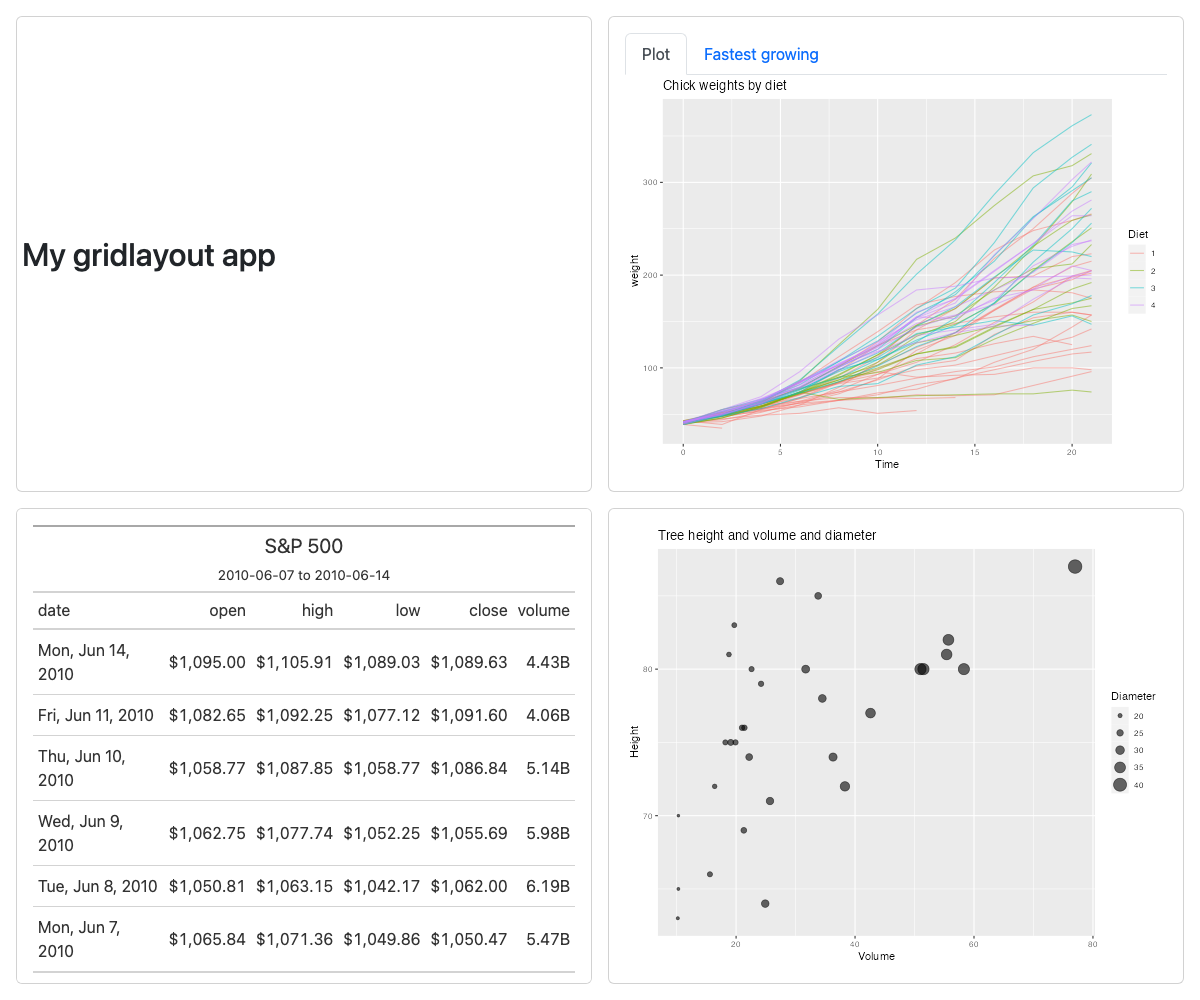 My gridlayout app
Plot
Fastest growing
Chick weights by diet
weight
300
200
100
0
5
10
15
20
Time
Diet
1
2
3
4
S&P 500
2010-06-07 to 2010-06-14
date open high low close volume
Mon, Jun 14,
2010
$1,095.00 $1,105.91 $1,089.03 $1,089.63 4.43B
Fri, Jun 11, 2010 $1,082.65 $1,092.25 $1,077.12 $1,091.60 4.06B
Thu, Jun 10,
2010
$1,058.77 $1,087.85 $1,058.77 $1,086.84 5.14B
Wed, Jun 9,
2010
$1,062.75 $1,077.74 $1,052.25 $1,055.69 5.98B
Tue, Jun 8, 2010 $1,050.81 $1,063.15 $1,042.17 $1,062.00 6.19B
Mon, Jun 7,
2010
$1,065.84 $1,071.36 $1,049.86 $1,050.47 5.47B
Tree height and volume and diameter
Height
80
70
20
40
60
80
Volume
Diameter
20
25
30
35
40